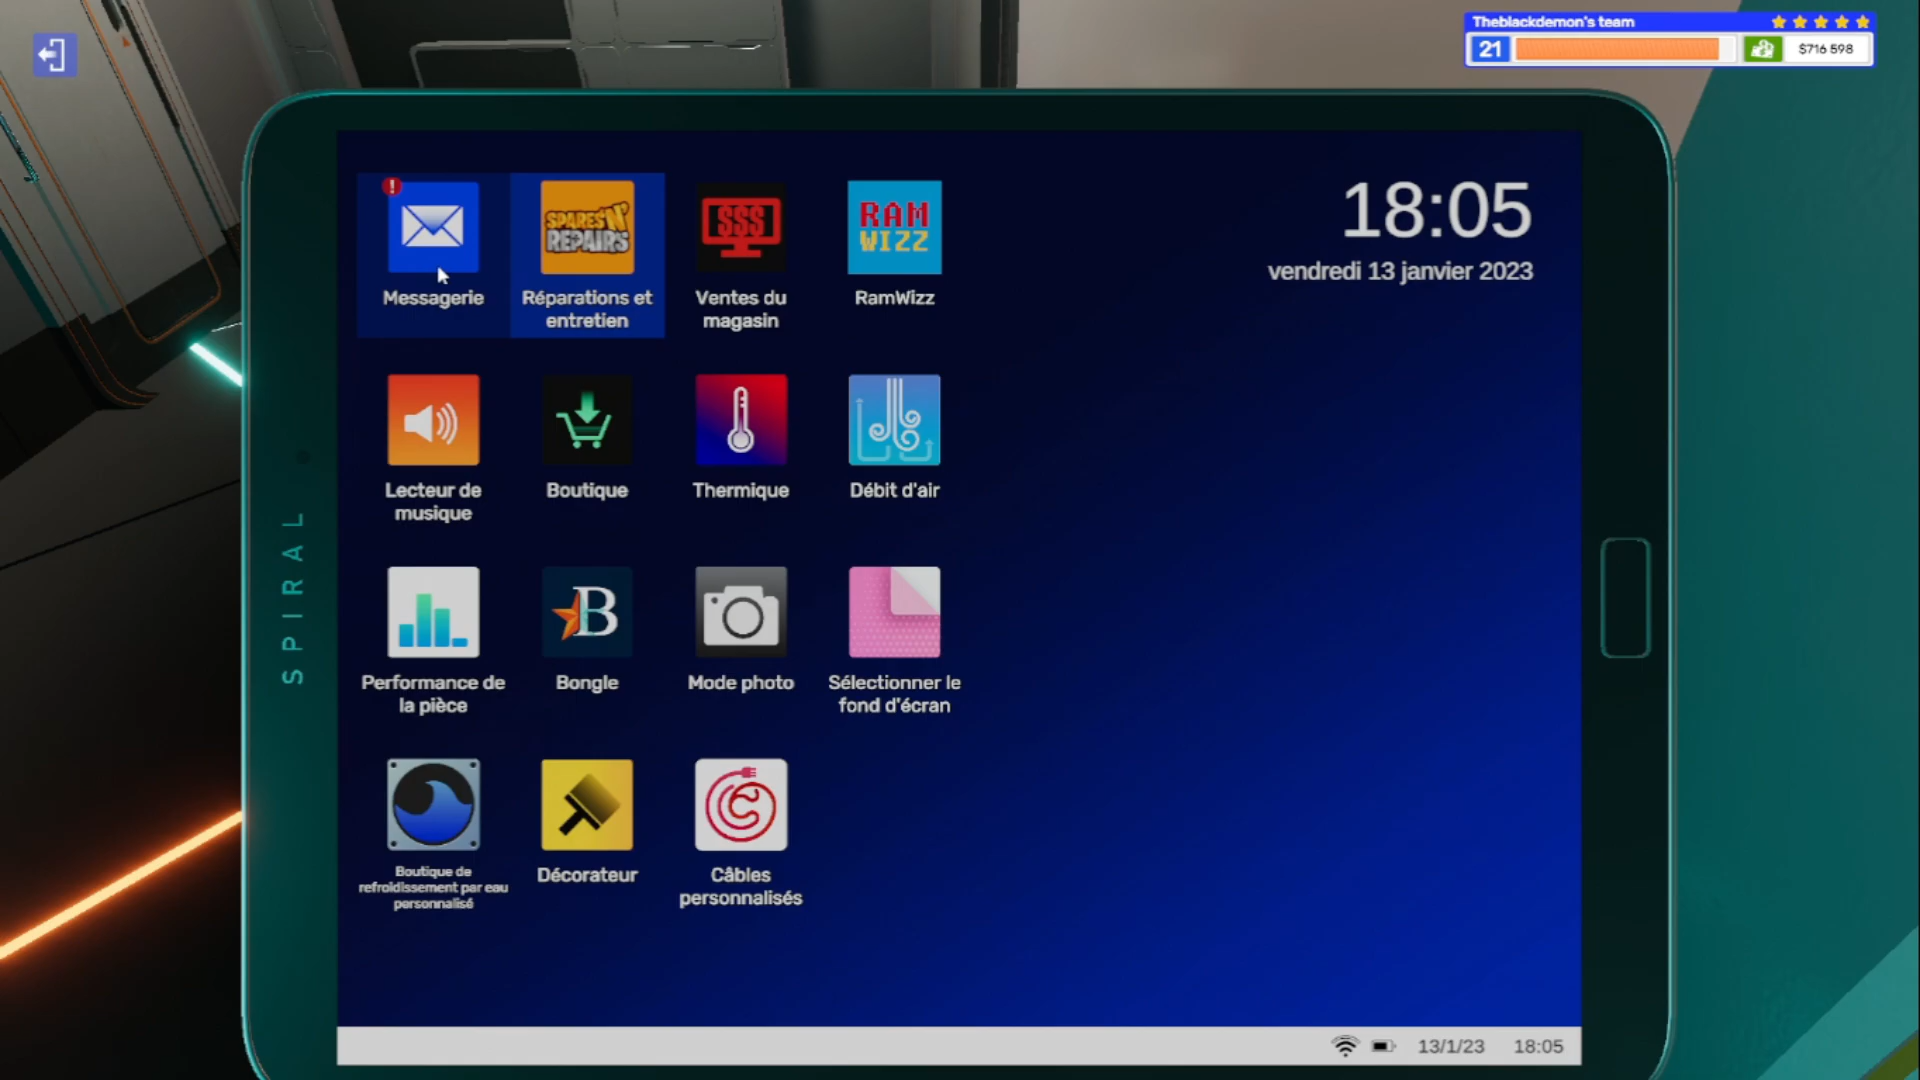 Theblackdemon's team
21
$716 598
18:05
vendredi 13 janvier 2023
SPARES 'N' REPAIRS
$$$
RAM WIZZ
Messagerie
Réparations et entretien
Ventes du magasin
RamWizz
Lecteur de musique
Boutique
Thermique
Débit d'air
B
Performance de la pièce
Bongle
Mode photo
Sélectionner le fond d'écran
Boutique de refroidissement par eau personnalisé
Décorateur
Câbles personnalisés
SPIRAL
13/1/23
18:05